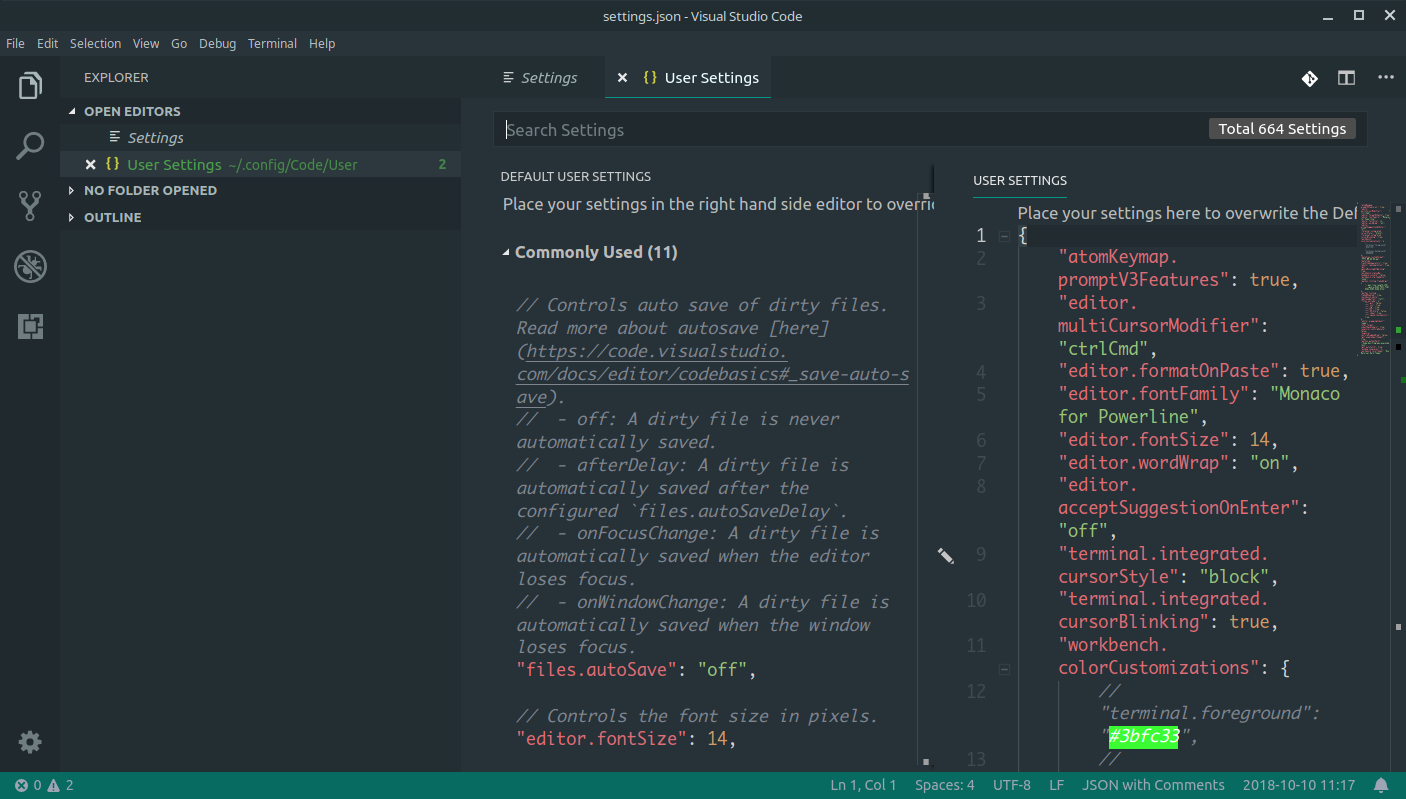 settings.json - Visual Studio Code
File Edit Selection View Go Debug Terminal Help
EXPLORER
OPEN EDITORS
Settings
{} User Settings ~/.config/Code/User 2
NO FOLDER OPENED
OUTLINE
Settings
{} User Settings
Search Settings
Total 664 Settings
DEFAULT USER SETTINGS
Place your settings in the right hand side editor to overri
Commonly Used (11)
// Controls auto save of dirty files.
Read more about autosave [here]
(https://code.visualstudio.
com/docs/editor/codebasics#_save-auto-s
ave).
//  - off: A dirty file is never
automatically saved.
//  - afterDelay: A dirty file is
automatically saved after the
configured `files.autoSaveDelay`.
//  - onFocusChange: A dirty file is
automatically saved when the editor
loses focus.
//  - onWindowChange: A dirty file is
automatically saved when the window
loses focus.
"files.autoSave": "off",
// Controls the font size in pixels.
"editor.fontSize": 14,
USER SETTINGS
Place your settings here to overwrite the Def
1 {
2 "atomKeymap.
promptV3Features": true,
3 "editor.
multiCursorModifier":
"ctrlCmd",
4 "editor.formatOnPaste": true,
5 "editor.fontFamily": "Monaco
for Powerline",
6 "editor.fontSize": 14,
7 "editor.wordWrap": "on",
8 "editor.
acceptSuggestionOnEnter":
"off",
9 "terminal.integrated.
cursorStyle": "block",
10 "terminal.integrated.
cursorBlinking": true,
11 "workbench.
colorCustomizations": {
12 //
"terminal.foreground":
"#3bfc33",
13 //
0 2
Ln 1, Col 1 Spaces: 4 UTF-8 LF JSON with Comments 2018-10-10 11:17